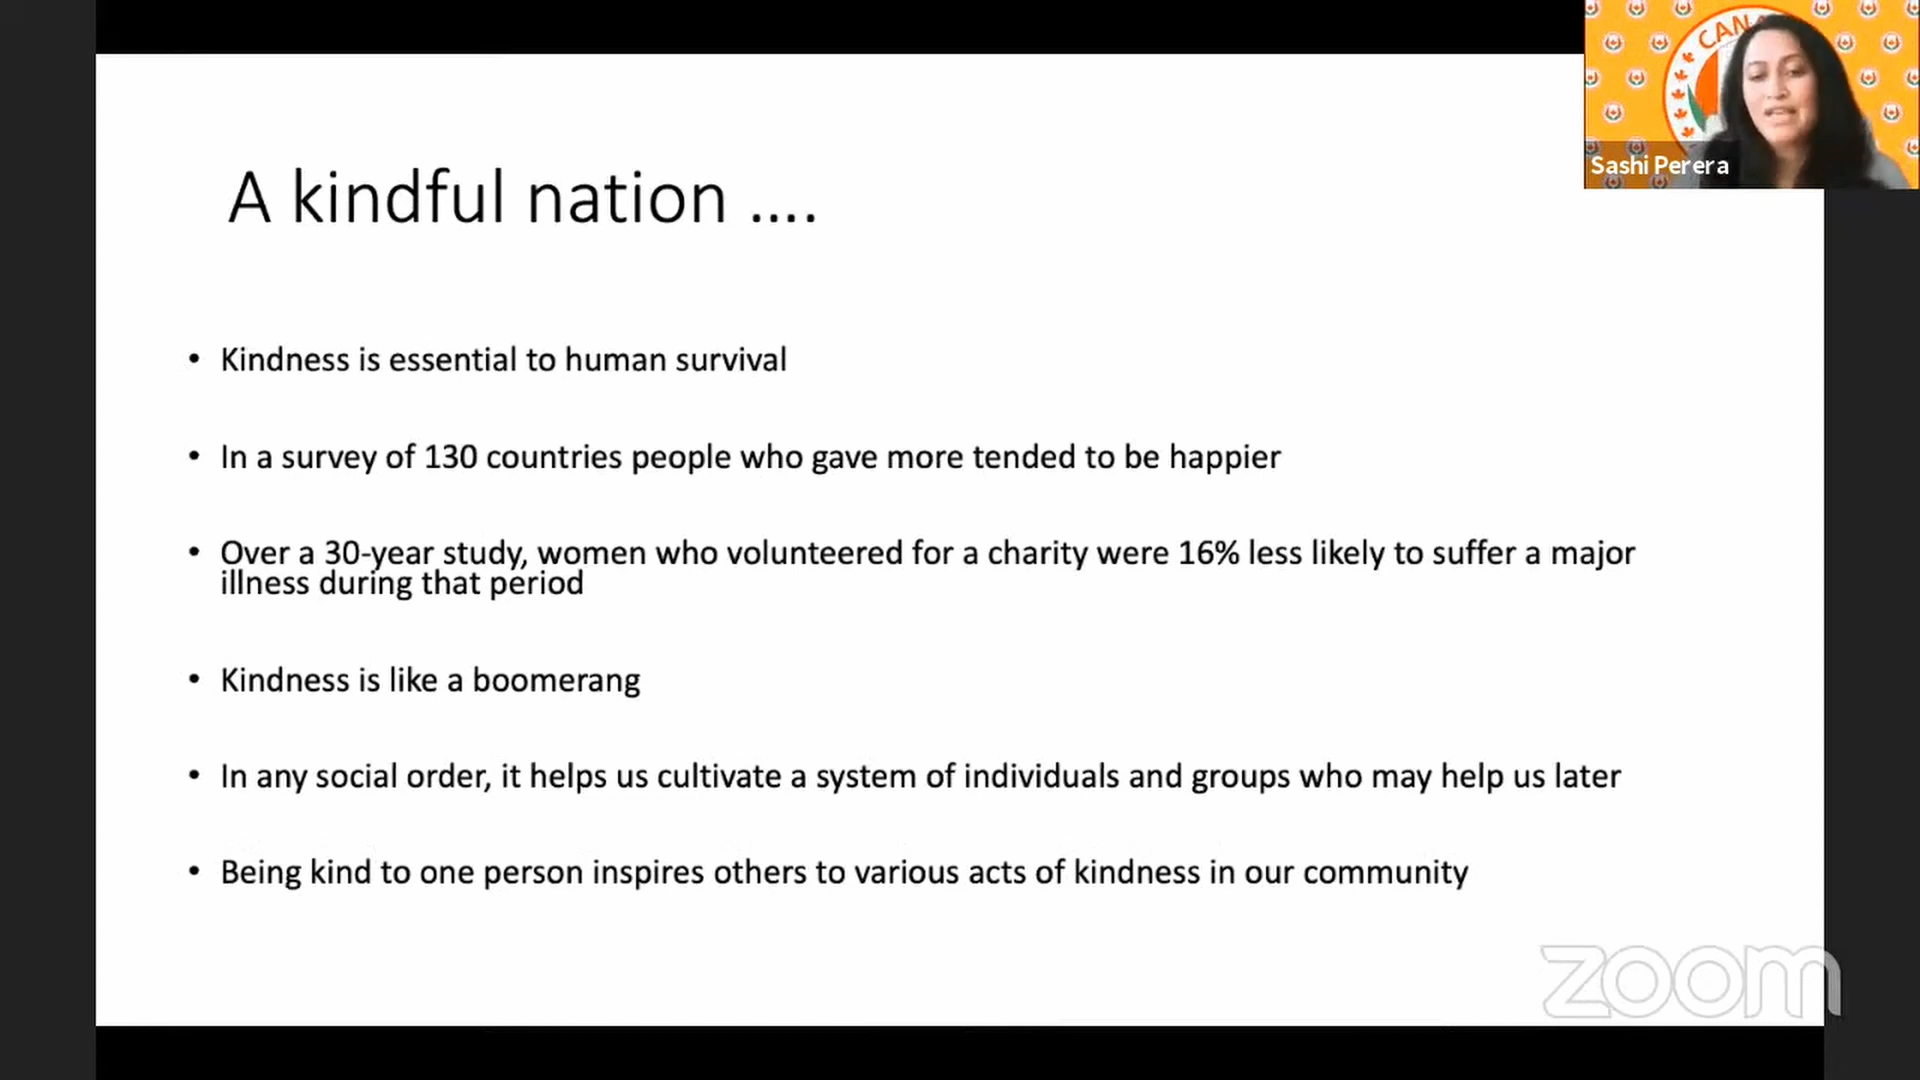 CANA
Sashi Perera
A kindful nation ....
• Kindness is essential to human survival
• In a survey of 130 countries people who gave more tended to be happier
• Over a 30-year study, women who volunteered for a charity were 16% less likely to suffer a major
illness during that period
• Kindness is like a boomerang
• In any social order, it helps us cultivate a system of individuals and groups who may help us later
• Being kind to one person inspires others to various acts of kindness in our community
zoom